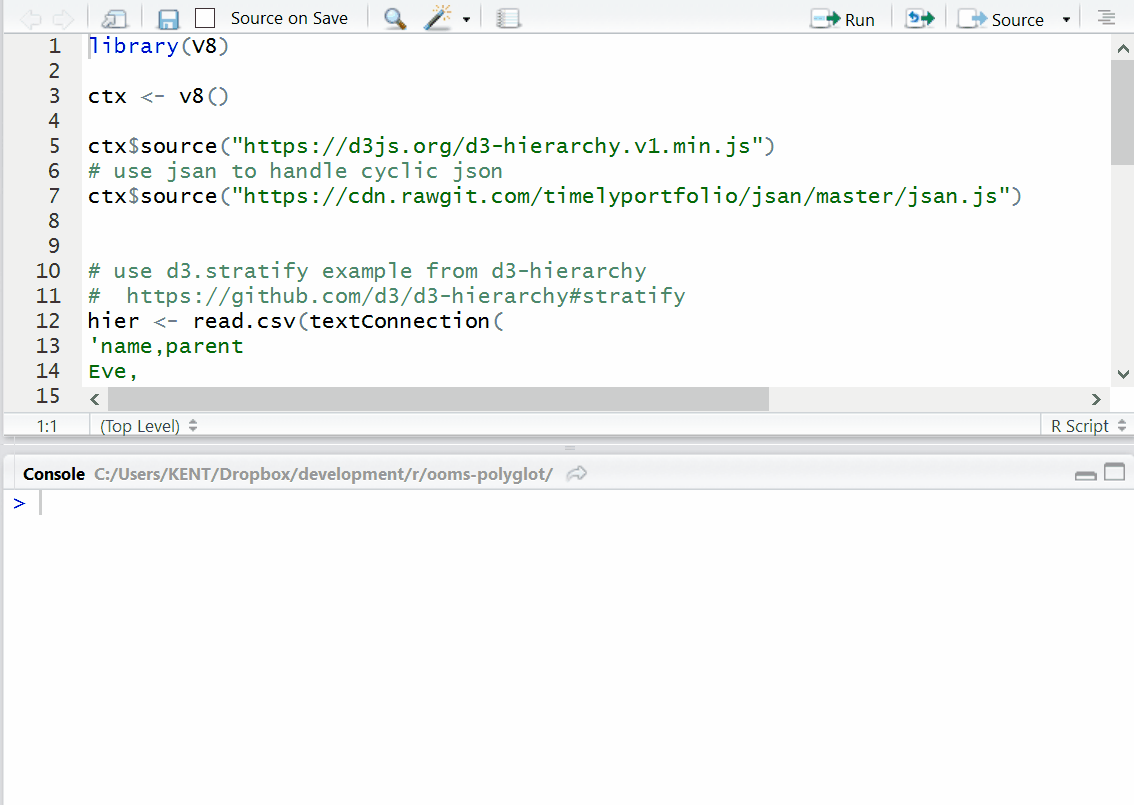 Source on Save Run Source
1 library(V8)
2
3 ctx <- v8()
4
5 ctx$source("https://d3js.org/d3-hierarchy.v1.min.js")
6 # use jsan to handle cyclic json
7 ctx$source("https://cdn.rawgit.com/timelyportfolio/jsan/master/jsan.js")
8
9
10 # use d3.stratify example from d3-hierarchy
11 #  https://github.com/d3/d3-hierarchy#stratify
12 hier <- read.csv(textConnection(
13 'name,parent
14 Eve,
15
1:1 (Top Level) R Script
Console C:/Users/KENT/Dropbox/development/r/ooms-polyglot/
>